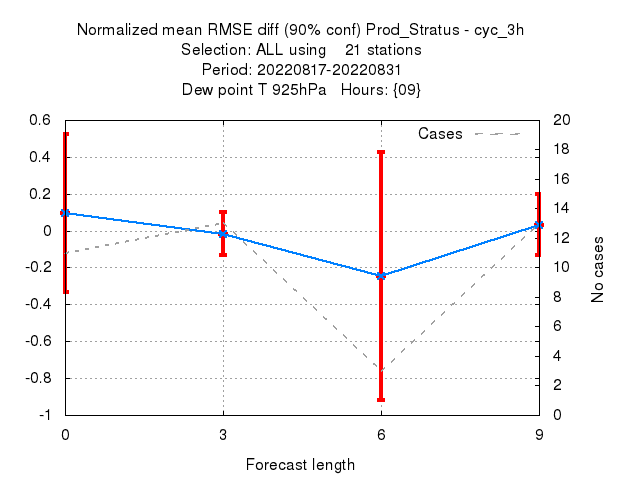 Normalized mean RMSE diff (90% conf) Prod_Stratus - cyc_3h
Selection: ALL using    21 stations
Period: 20220817-20220831
Dew point T 925hPa   Hours: {09}
Cases
0.6
0.4
0.2
0
-0.2
-0.4
-0.6
-0.8
-1
20
18
16
14
12
10
8
6
4
2
0
No cases
0 3 6 9
Forecast length